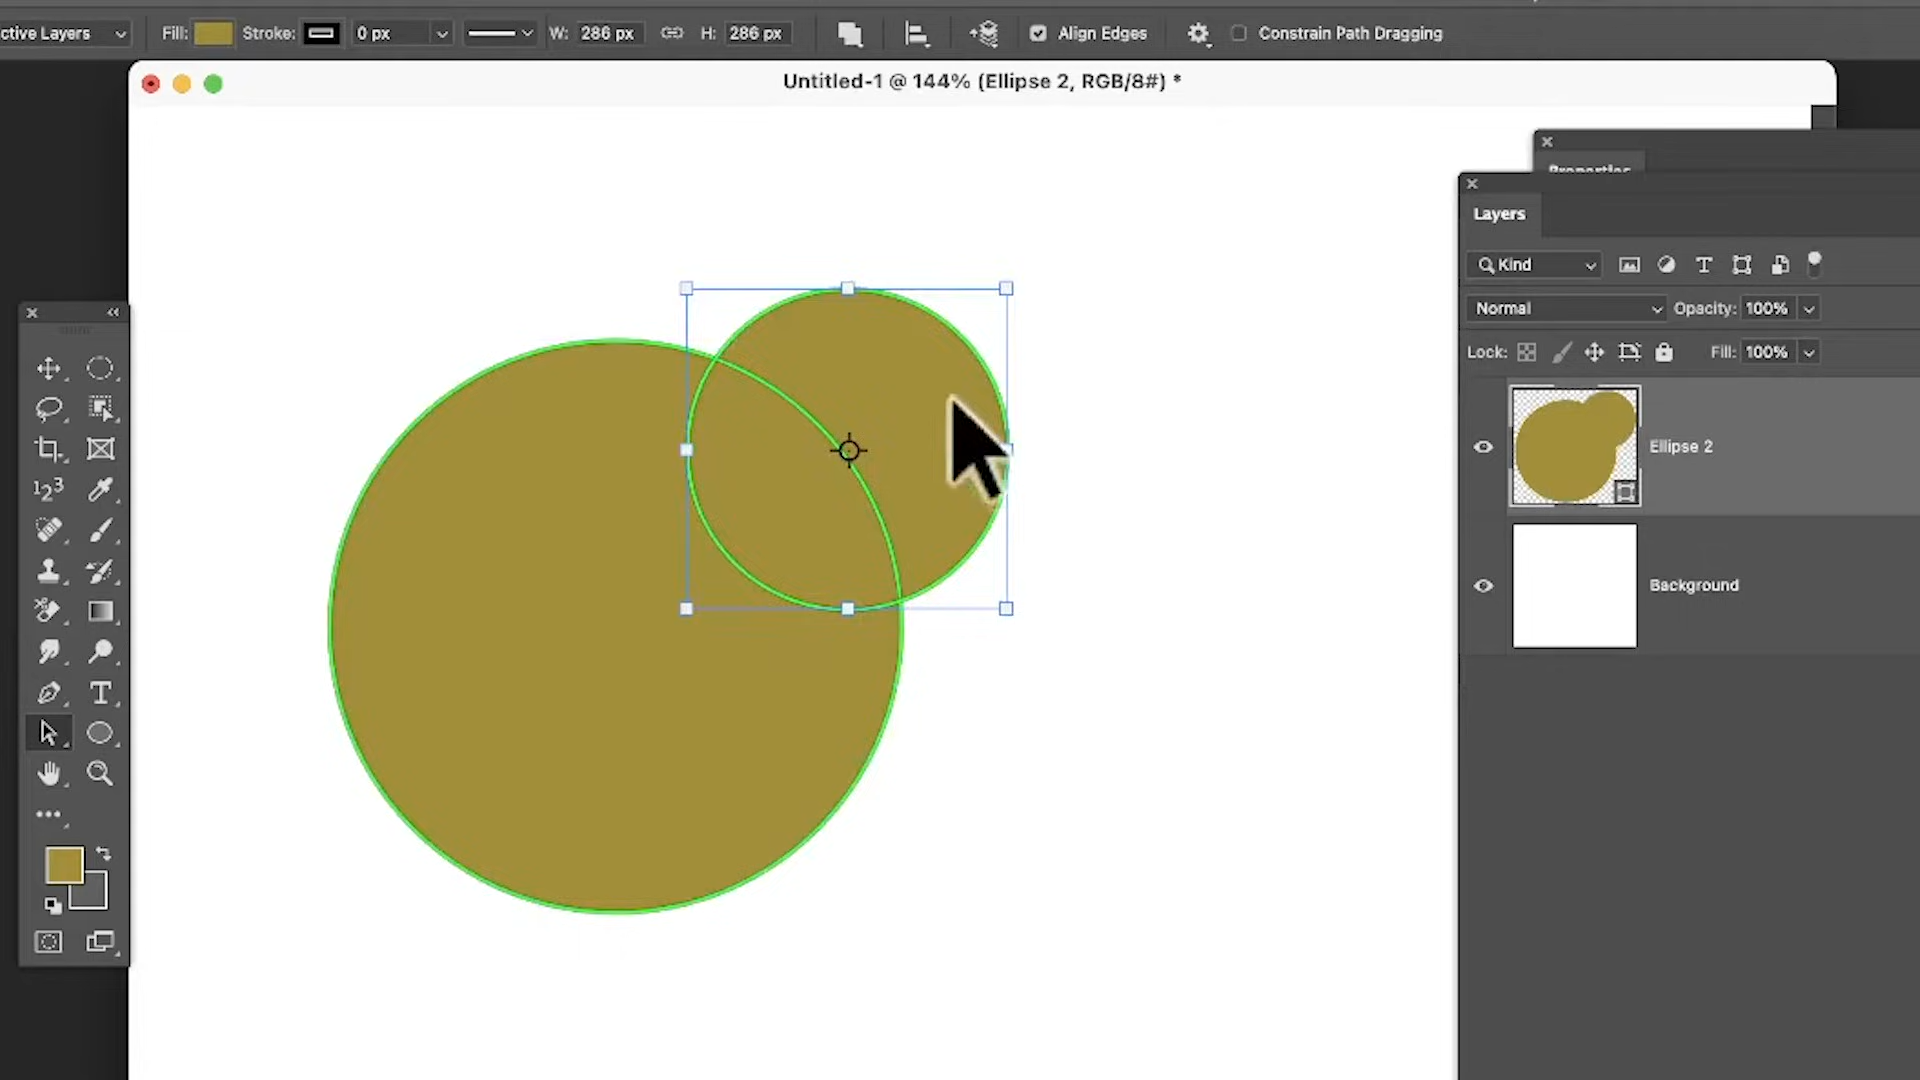 ctive Layers Fill: Stroke: 0 px W: 286 px H: 286 px Align Edges Constrain Path Dragging
Untitled-1 @ 144% (Ellipse 2, RGB/8#) *
Properties
Layers
Kind
Normal Opacity: 100%
Lock: Fill: 100%
Ellipse 2
Background